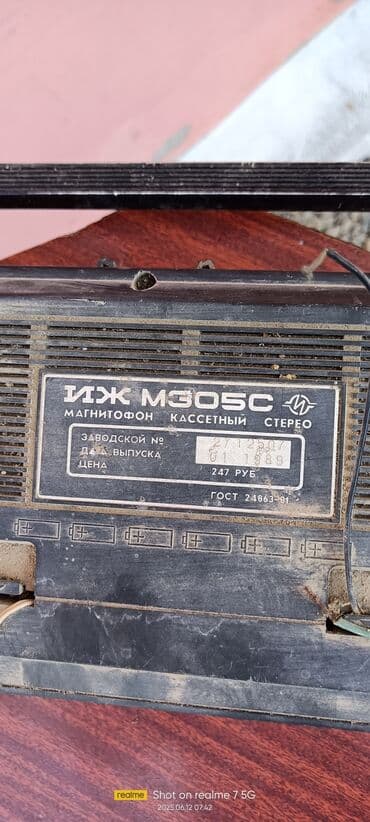 ИЖ М305С
МАГНИТОФОН КАССЕТНЫЙ СТЕРЕО
ЗАВОДСКОЙ № 2712507
ДАТА ВЫПУСКА 01 1989
ЦЕНА 247 РУБ
ГОСТ 24863-81
realme Shot on realme 7 5G
2025.06.12 07:42